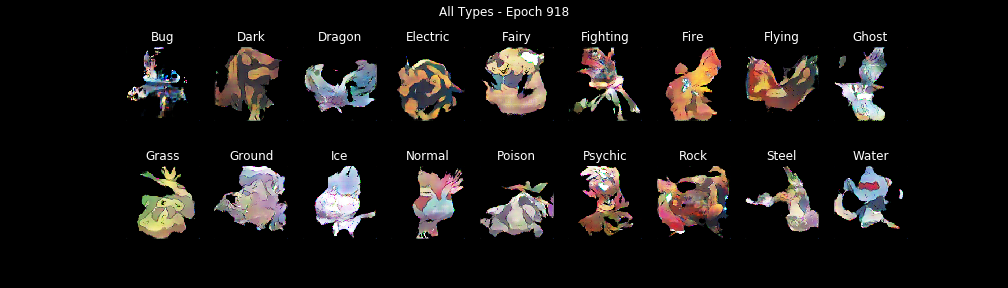 All Types - Epoch 918
Bug Dark Dragon Electric Fairy Fighting Fire Flying Ghost
Grass Ground Ice Normal Poison Psychic Rock Steel Water